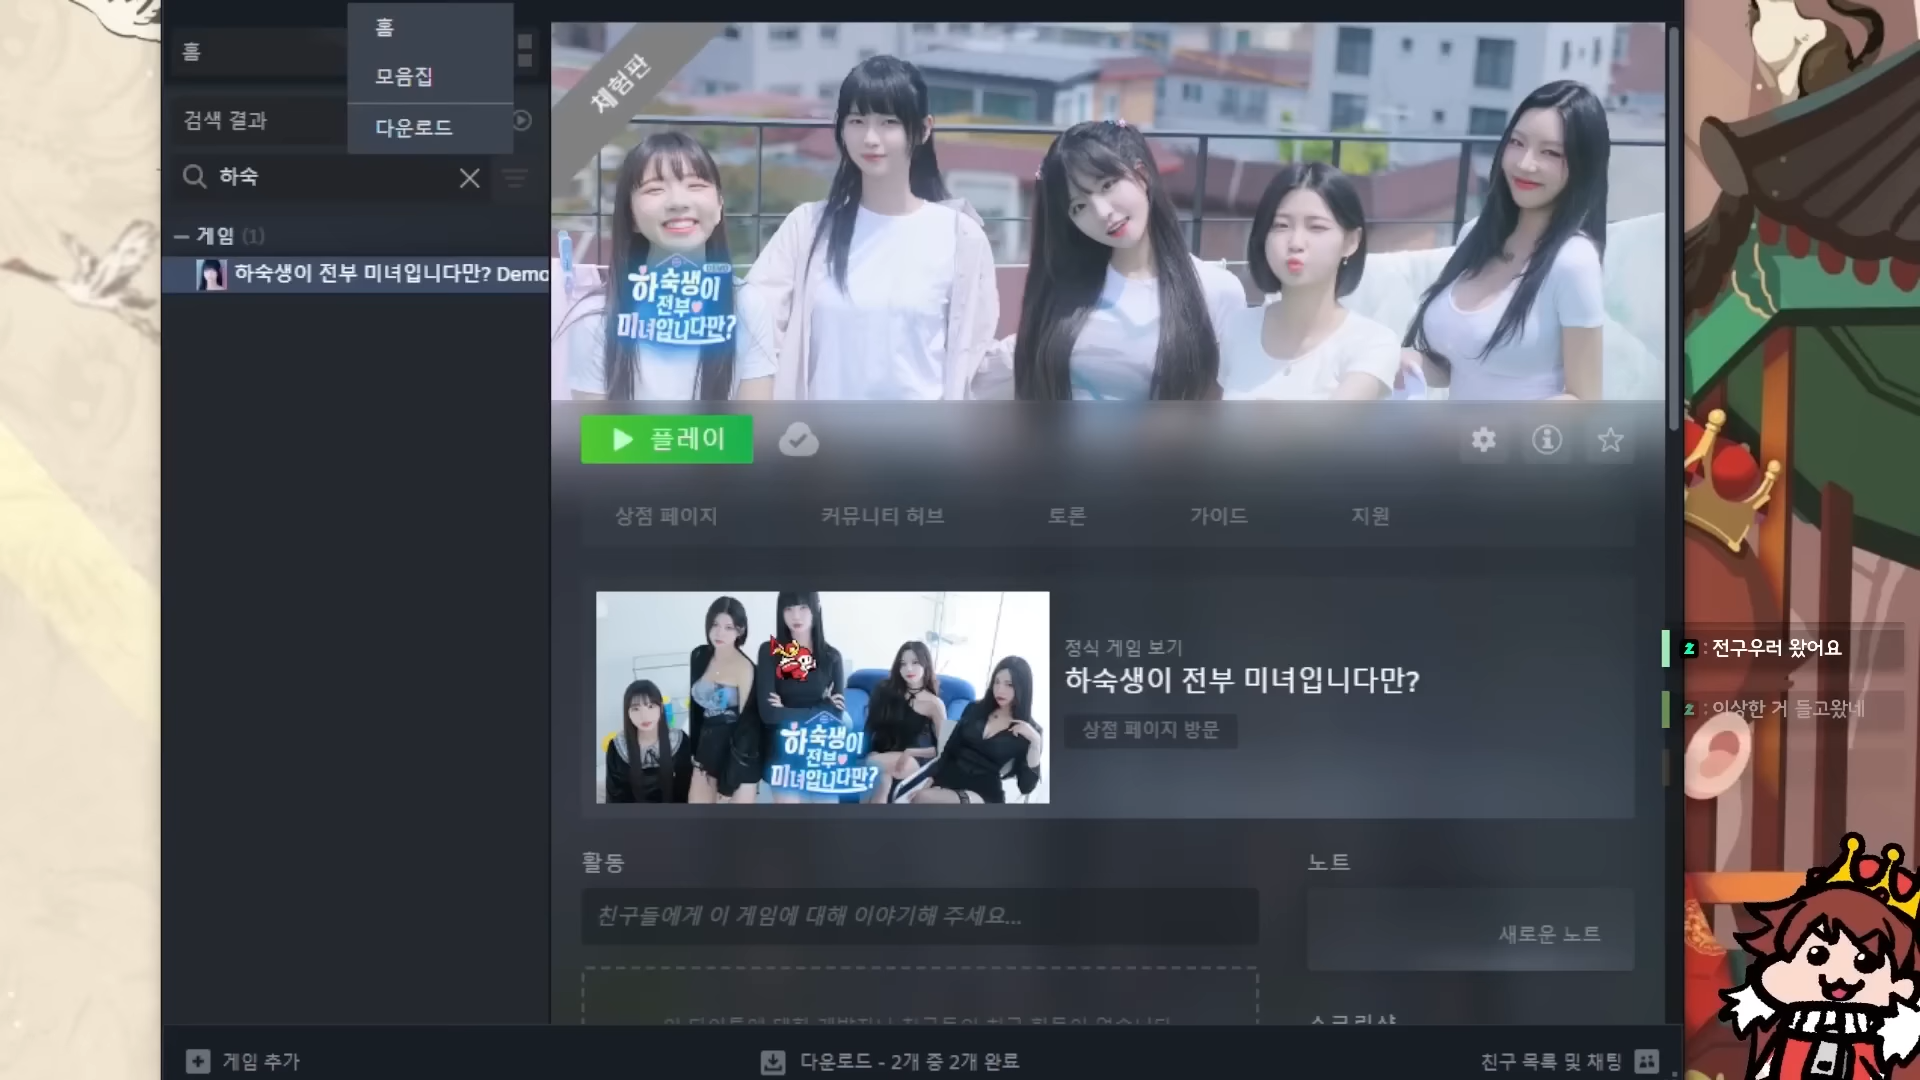 홈
모음집
다운로드
홈
검색 결과
하숙
게임 (1)
하숙생이 전부 미녀입니다만? Demo
체험판
DEMO
하숙생이
전부
미녀입니다만?
플레이
상점 페이지
커뮤니티 허브
토론
가이드
지원
하숙생이
전부
미녀입니다만?
정식 게임 보기
하숙생이 전부 미녀입니다만?
상점 페이지 방문
: 전구우러 왔어요
: 이상한 거 들고왔네
활동
친구들에게 이 게임에 대해 이야기해 주세요...
노트
새로운 노트
게임 추가
다운로드 - 2개 중 2개 완료
친구 목록 및 채팅